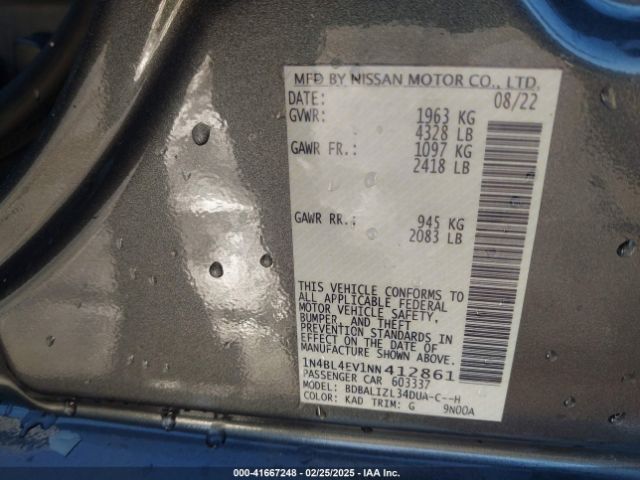 MFD BY NISSAN MOTOR CO., LTD.
DATE: 08/22
GVWR: 1963 KG
4328 LB
GAWR FR.: 1097 KG
2418 LB
GAWR RR.: 945 KG
2083 LB
THIS VEHICLE CONFORMS TO
ALL APPLICABLE FEDERAL
MOTOR VEHICLE SAFETY,
BUMPER, AND THEFT
PREVENTION STANDARDS IN
EFFECT ON THE DATE OF
MANUFACTURE SHOWN ABOVE.
1N4BL4EV1NN412861
PASSENGER CAR 603337
MODEL: BDBALIZL34DUA-C--H
COLOR: KAD TRIM: G 9N00A
000-41667248 - 02/25/2025 - IAA Inc.